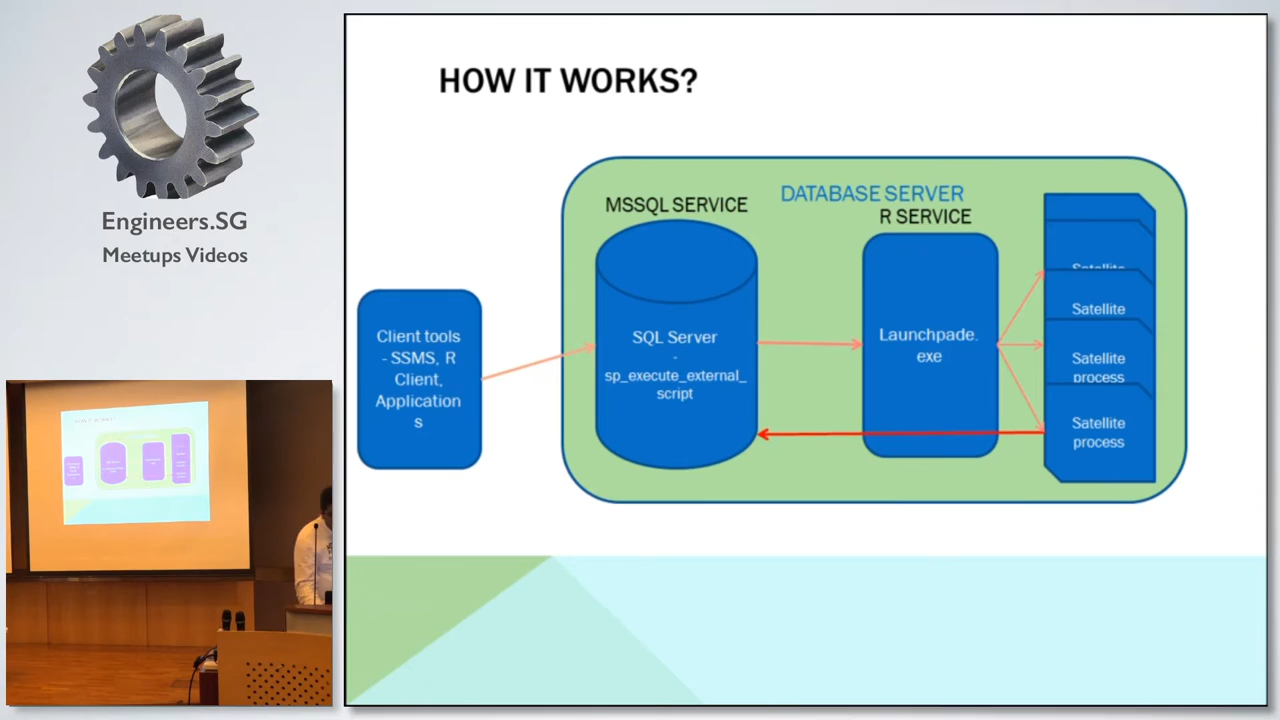 Engineers.SG
Meetups Videos
HOW IT WORKS?
DATABASE SERVER
MSSQL SERVICE
R SERVICE
Client tools
- SSMS, R
Client,
Application
s
SQL Server
-
sp_execute_external_
script
Launchpade.
exe
Satellite
Satellite
Satellite
process
Satellite
process